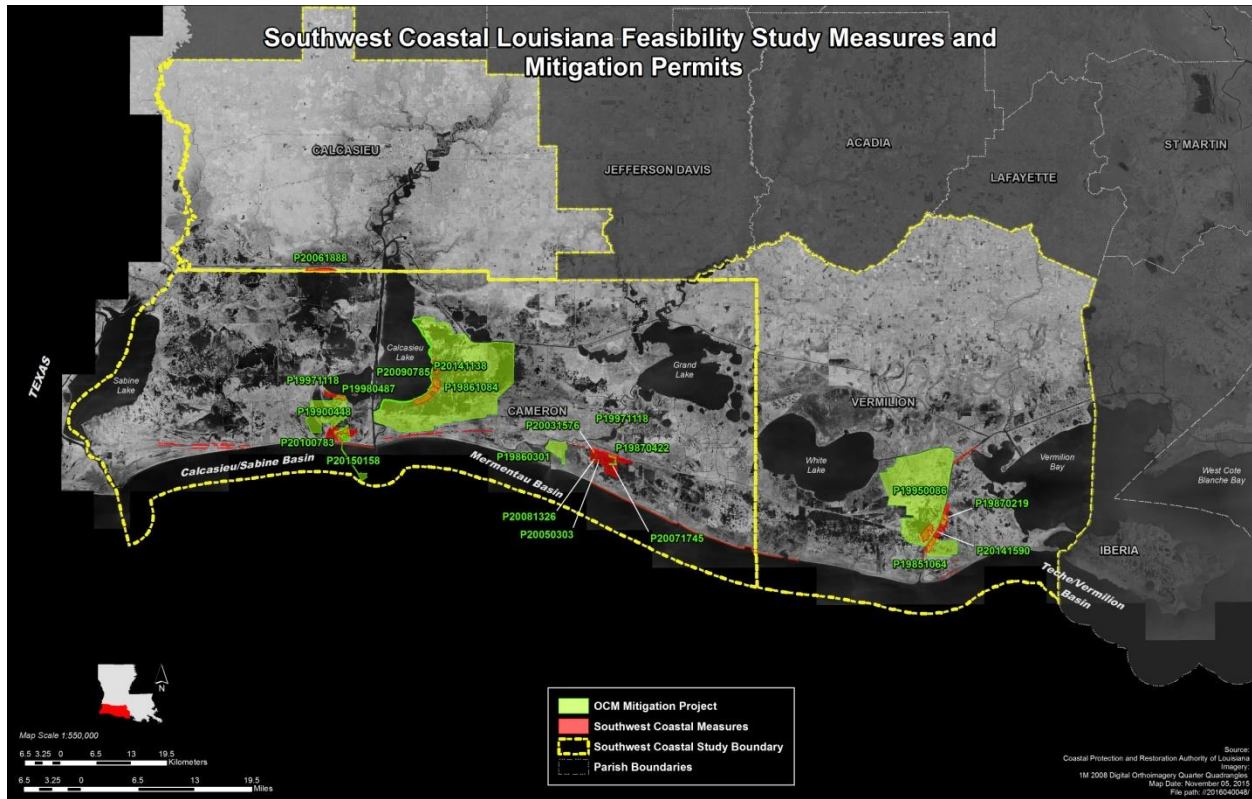 Southwest Coastal Louisiana Feasibility Study Measures and
Mitigation Permits
CALCASIEU
JEFFERSON DAVIS
ACADIA
LAFAYETTE
ST MARTIN
P20061888
TEXAS
Sabine
Lake
Calcasieu
Lake
P20090785
P20141138
P19861084
P19971118
P19980487
P19900448
P20100783
P20150158
Calcasieu/Sabine Basin
CAMERON
Grand
Lake
P19971118
P20031576
P19870422
P19860301
Mermentau Basin
P20081326
P20050303
P20071745
VERMILION
White
Lake
Vermilion
Bay
West Cote
Blanche Bay
P19950086
P19870219
P20141590
P19851064
IBERIA
Teche/Vermilion
Basin
N
Map Scale 1:550,000
6.5 3.25 0 6.5 13 19.5
Kilometers
6.5 3.25 0 6.5 13 19.5
Miles
OCM Mitigation Project
Southwest Coastal Measures
Southwest Coastal Study Boundary
Parish Boundaries
Source:
Coastal Protection and Restoration Authority of Louisiana
Imagery:
1M 2008 Digital Orthoimagery Quarter Quadrangles
Map Date: November 05, 2015
File path: //2016040048/